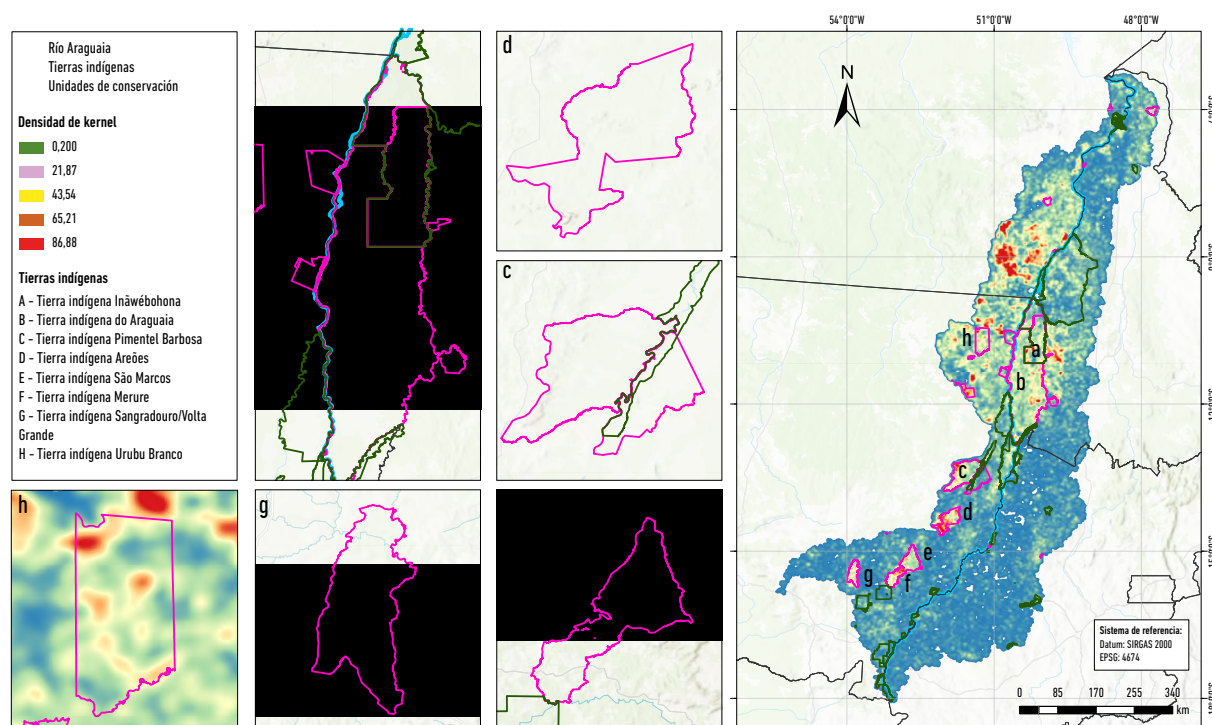 Río Araguaia
Tierras indígenas
Unidades de conservación
Densidad de kernel
0,200
21,87
43,54
65,21
86,88
Tierras indígenas
A - Tierra indígena Inãwébohona
B - Tierra indígena do Araguaia
C - Tierra indígena Pimentel Barbosa
D - Tierra indígena Areões
E - Tierra indígena São Marcos
F - Tierra indígena Merure
G - Tierra indígena Sangradouro/Volta
Grande
H - Tierra indígena Urubu Branco
d
c
h
g
54°0'0"W
51°0'0"W
48°0'0"W
N
h
a
b
c
d
e
g
f
Sistema de referencia:
Datum: SIRGAS 2000
EPSG: 4674
0 85 170 255 340
km